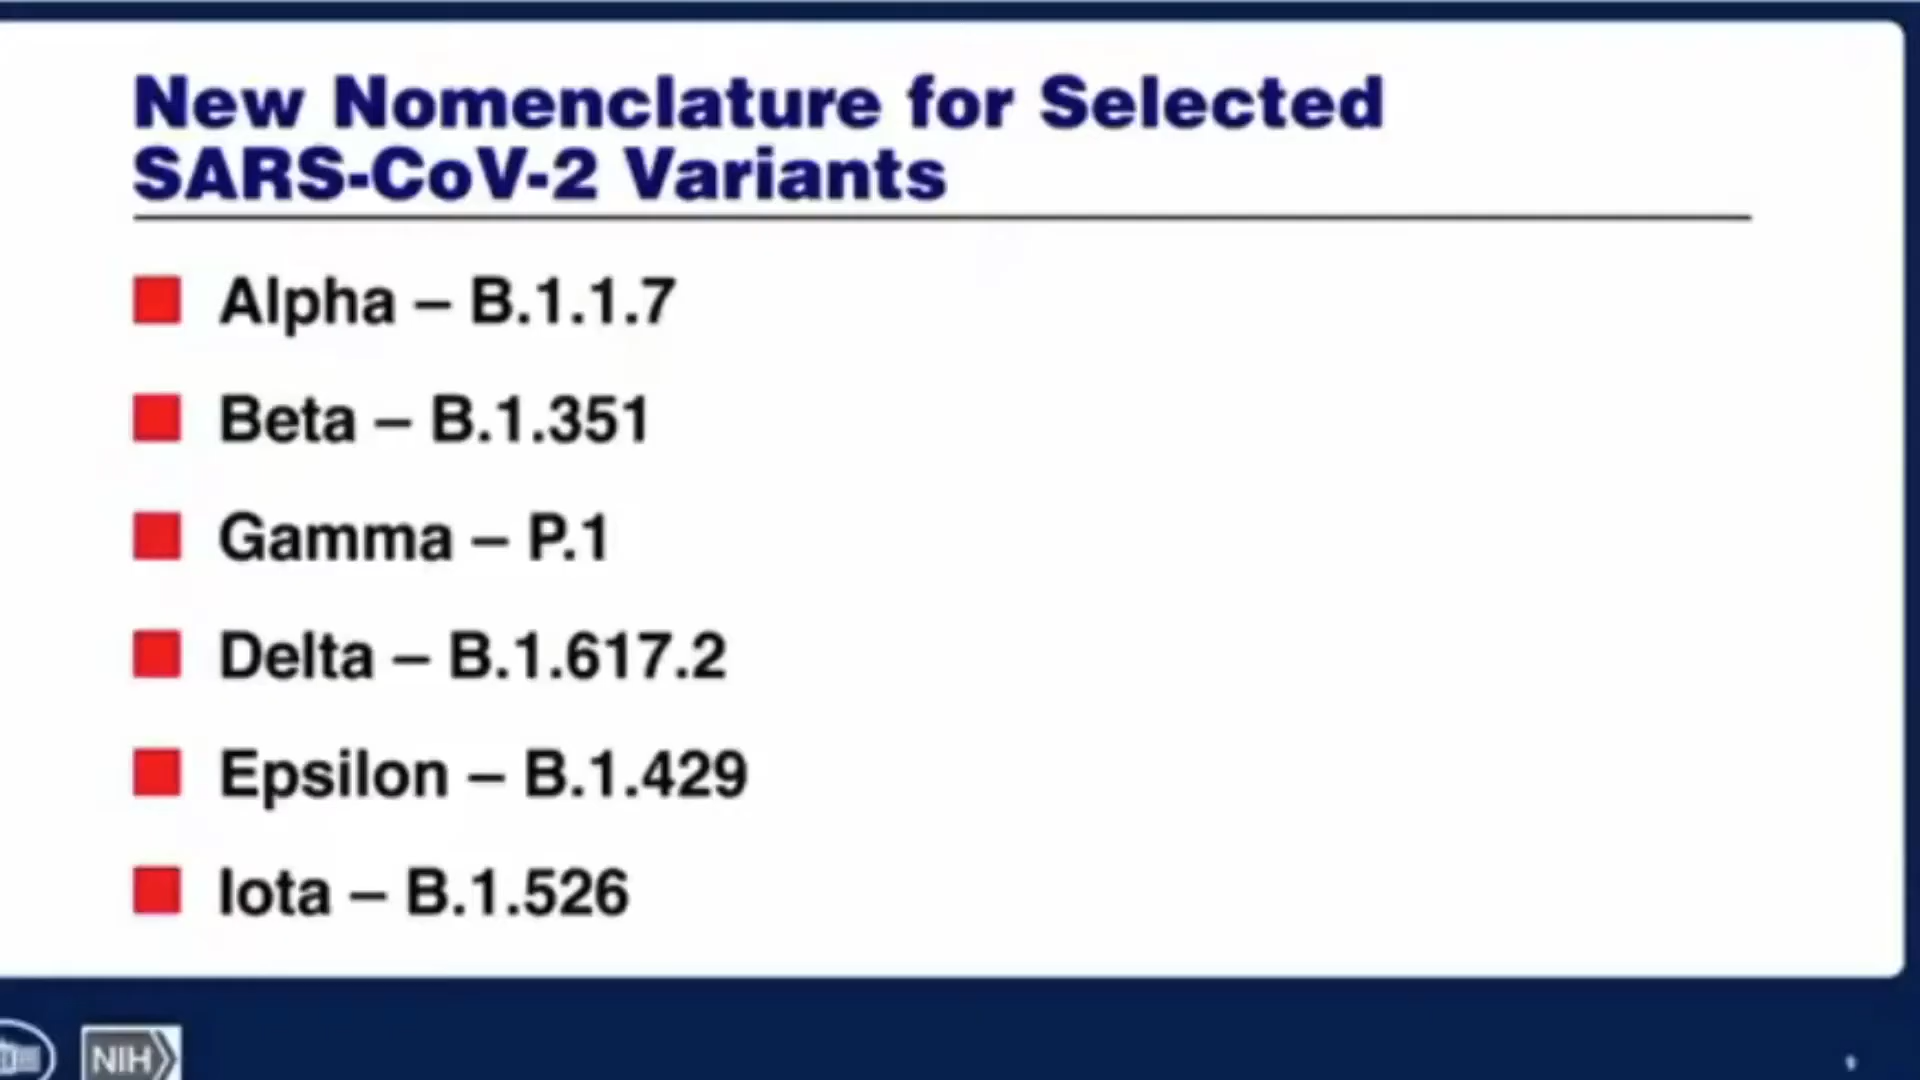 New Nomenclature for Selected
SARS-CoV-2 Variants
Alpha – B.1.1.7
Beta – B.1.351
Gamma – P.1
Delta – B.1.617.2
Epsilon – B.1.429
Iota – B.1.526
NIH